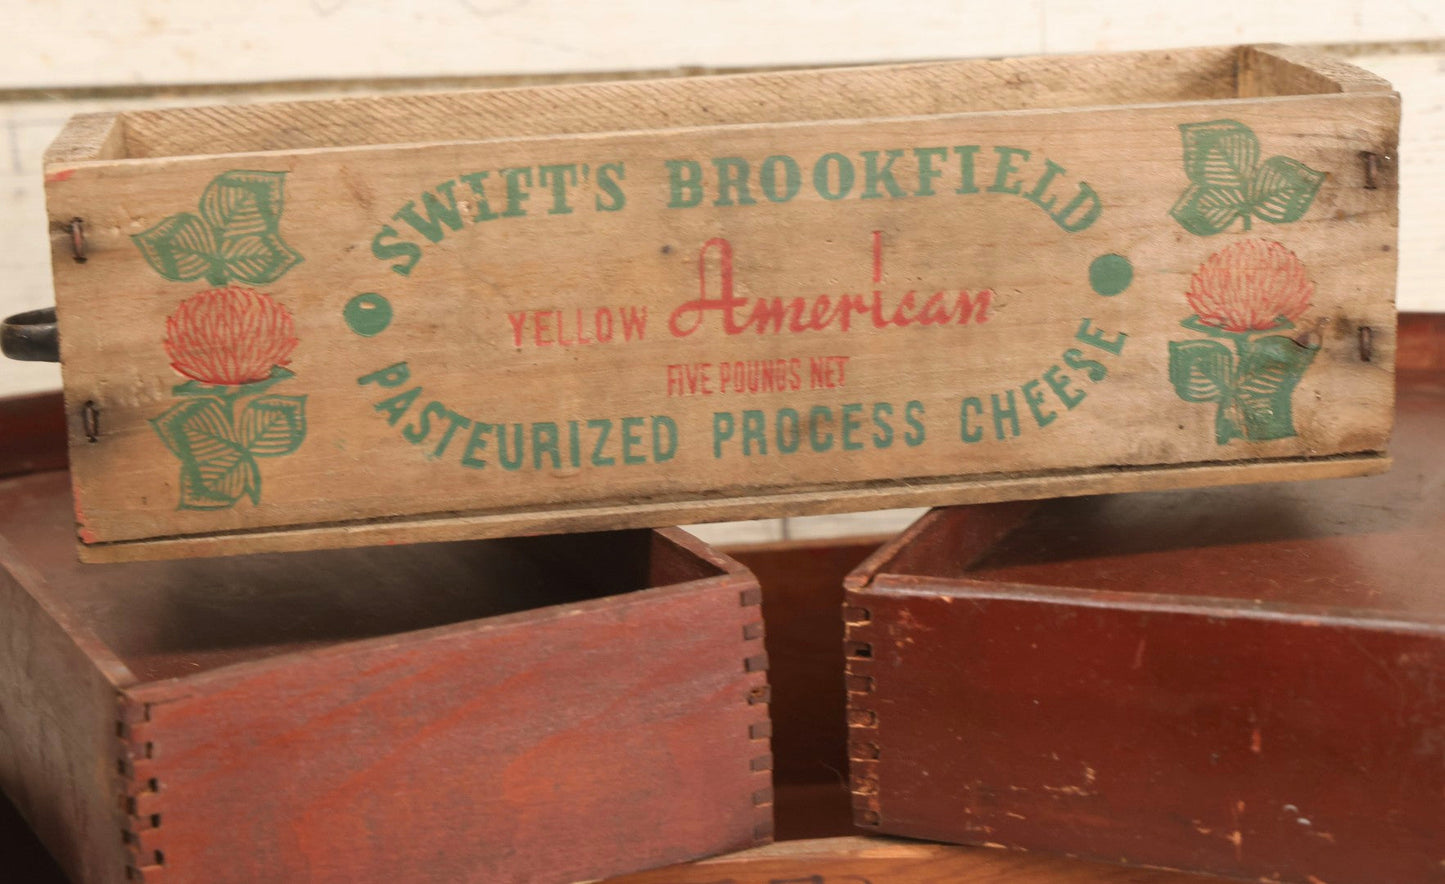 SWIFT'S BROOKFIELD
YELLOW American
FIVE POUNDS NET
PASTEURIZED PROCESS CHEESE